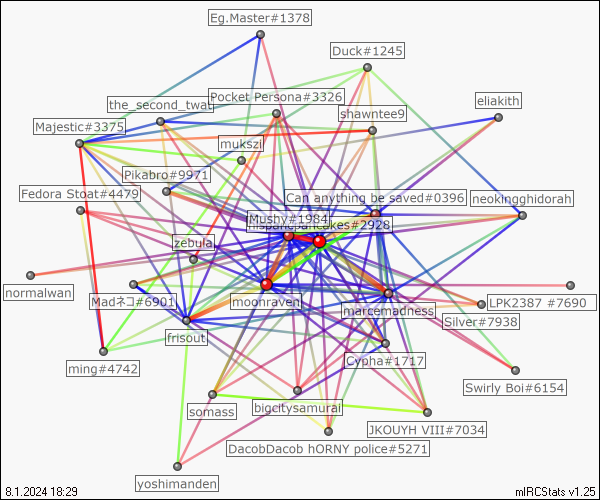 Eg.Master#1378
Duck#1245
Pocket Persona#3326
eliakith
the_second_twat
shawntee9
Majestic#3375
mukszi
Pikabro#9971
Fedora Stoat#4479
Can anything be saved#0396
neokingghidorah
Mushy#1984
hispanicpancakes#2928
zebula
normalwan
Madネコ#6901
moonraven
LPK2387 #7690
marcemadness
Silver#7938
frisout
Cypha#1717
ming#4742
Swirly Boi#6154
somass
bigcitysamurai
JKOUYH VIII#7034
DacobDacob hORNY police#5271
yoshimanden
8.1.2024 18:29
mIRCStats v1.25